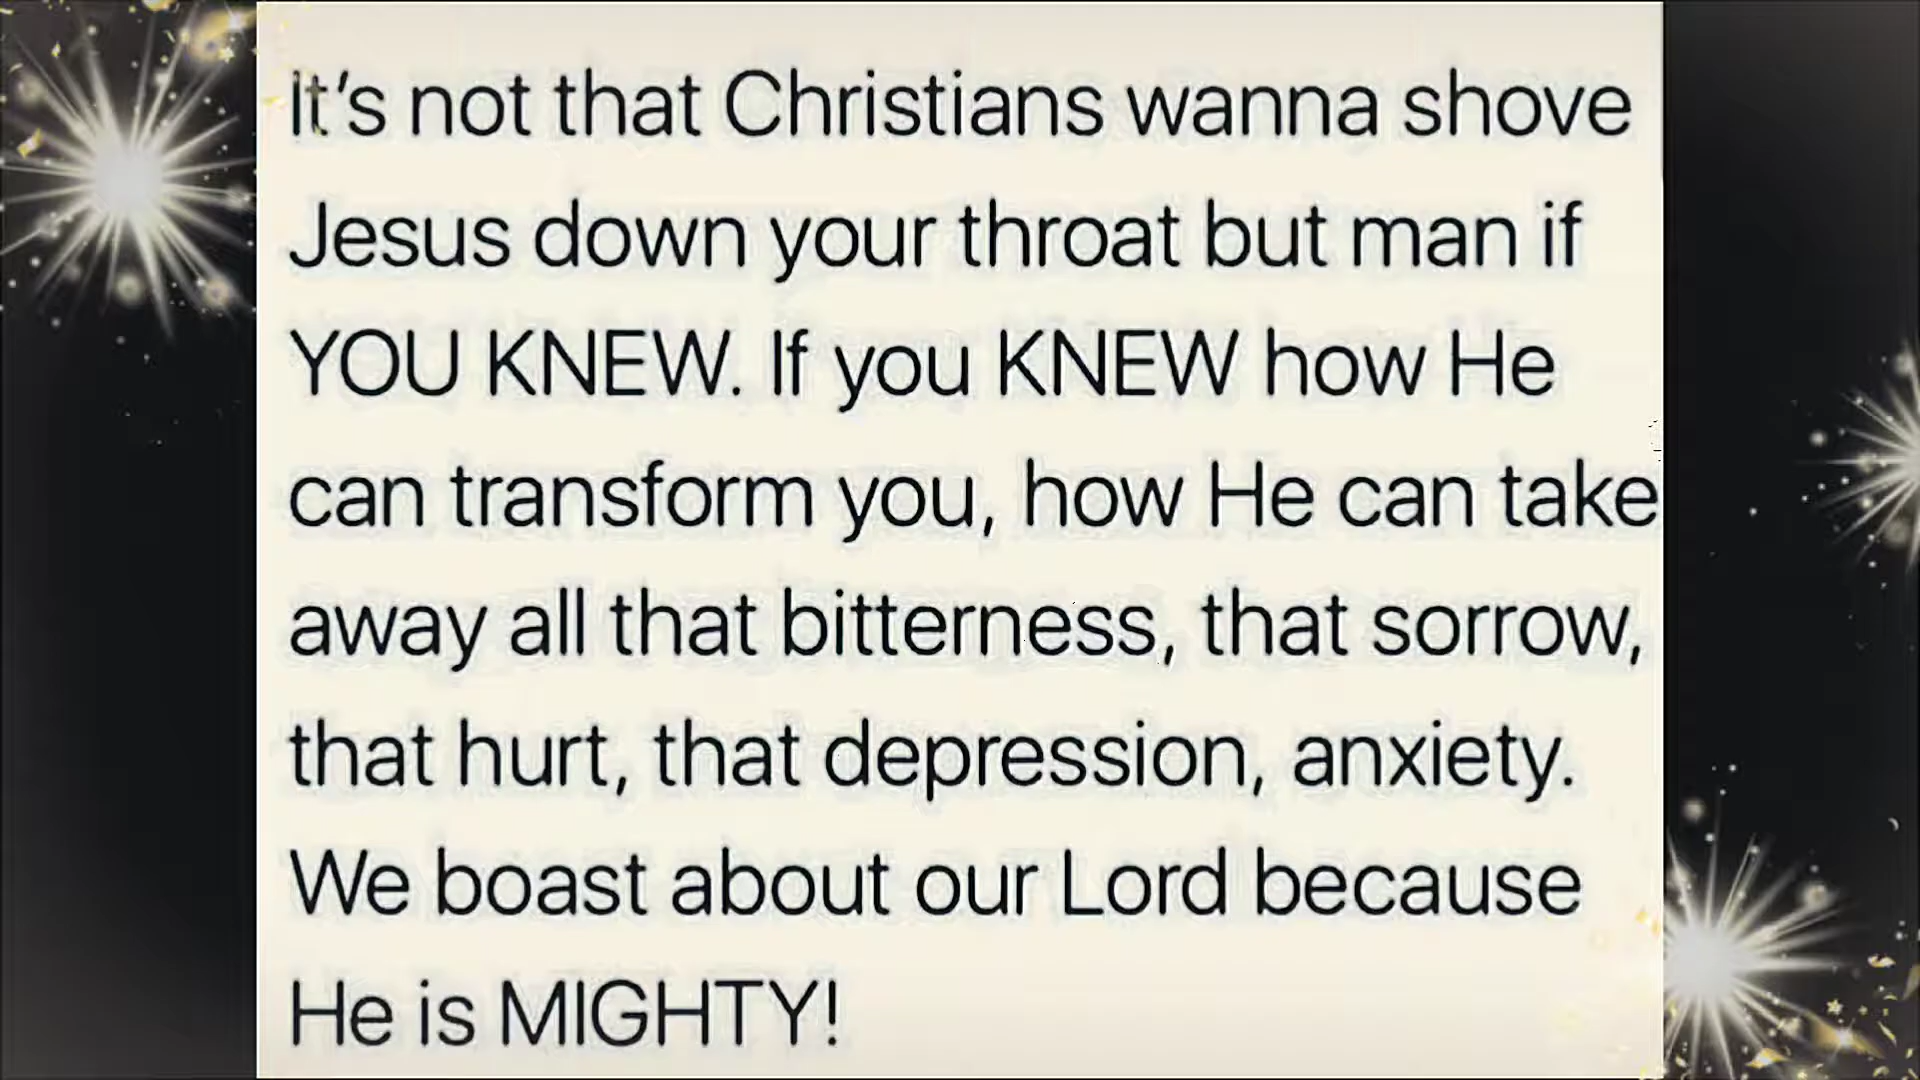 It's not that Christians wanna shove
Jesus down your throat but man if
YOU KNEW. If you KNEW how He
can transform you, how He can take
away all that bitterness, that sorrow,
that hurt, that depression, anxiety.
We boast about our Lord because
He is MIGHTY!